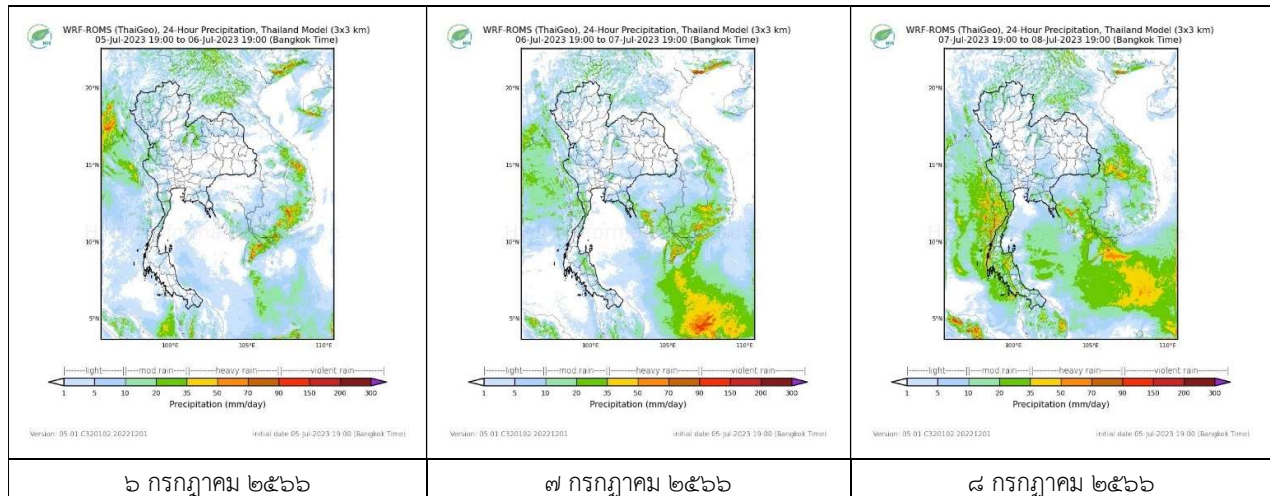 WRF-ROMS (ThaiGeo), 24-Hour Precipitation, Thailand Model (3x3 km)
05-Jul-2023 19:00 to 06-Jul-2023 19:00 (Bangkok Time)
20°N
15°N
10°N
5°N
100°E 105°E 110°E
|-------light-------||----mod.rain----||---------heavy rain---------||---------violent rain---------|
1 5 10 20 35 50 70 90 150 200 300
Precipitation (mm/day)
Version: 05.01.C320102.20221201 initial date 05-Jul-2023 19:00 (Bangkok Time)
๖ กรกฎาคม ๒๕๖๖
WRF-ROMS (ThaiGeo), 24-Hour Precipitation, Thailand Model (3x3 km)
06-Jul-2023 19:00 to 07-Jul-2023 19:00 (Bangkok Time)
20°N
15°N
10°N
5°N
100°E 105°E 110°E
|-------light-------||----mod.rain----||---------heavy rain---------||---------violent rain---------|
1 5 10 20 35 50 70 90 150 200 300
Precipitation (mm/day)
Version: 05.01.C320102.20221201 initial date 05-Jul-2023 19:00 (Bangkok Time)
๗ กรกฎาคม ๒๕๖๖
WRF-ROMS (ThaiGeo), 24-Hour Precipitation, Thailand Model (3x3 km)
07-Jul-2023 19:00 to 08-Jul-2023 19:00 (Bangkok Time)
20°N
15°N
10°N
5°N
100°E 105°E 110°E
|-------light-------||----mod.rain----||---------heavy rain---------||---------violent rain---------|
1 5 10 20 35 50 70 90 150 200 300
Precipitation (mm/day)
Version: 05.01.C320102.20221201 initial date 05-Jul-2023 19:00 (Bangkok Time)
๘ กรกฎาคม ๒๕๖๖